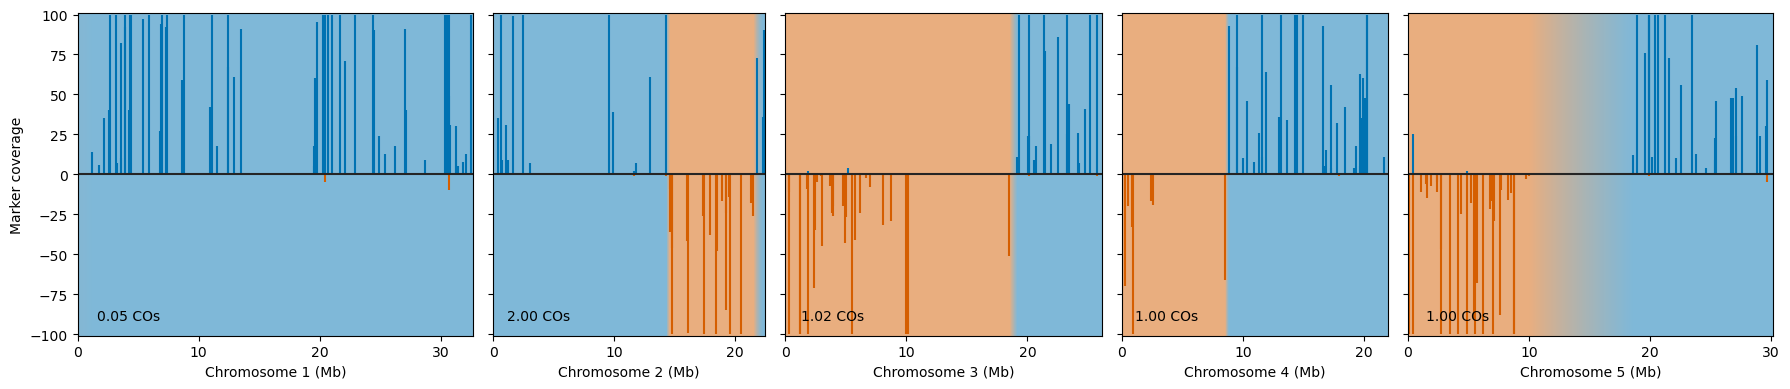 100
75
50
25
0
−25
−50
−75
−100
Marker coverage
0.05 COs
2.00 COs
1.02 COs
1.00 COs
1.00 COs
0 10 20 30
0 10 20
0 10 20
0 10 20
0 10 20 30
Chromosome 1 (Mb)
Chromosome 2 (Mb)
Chromosome 3 (Mb)
Chromosome 4 (Mb)
Chromosome 5 (Mb)